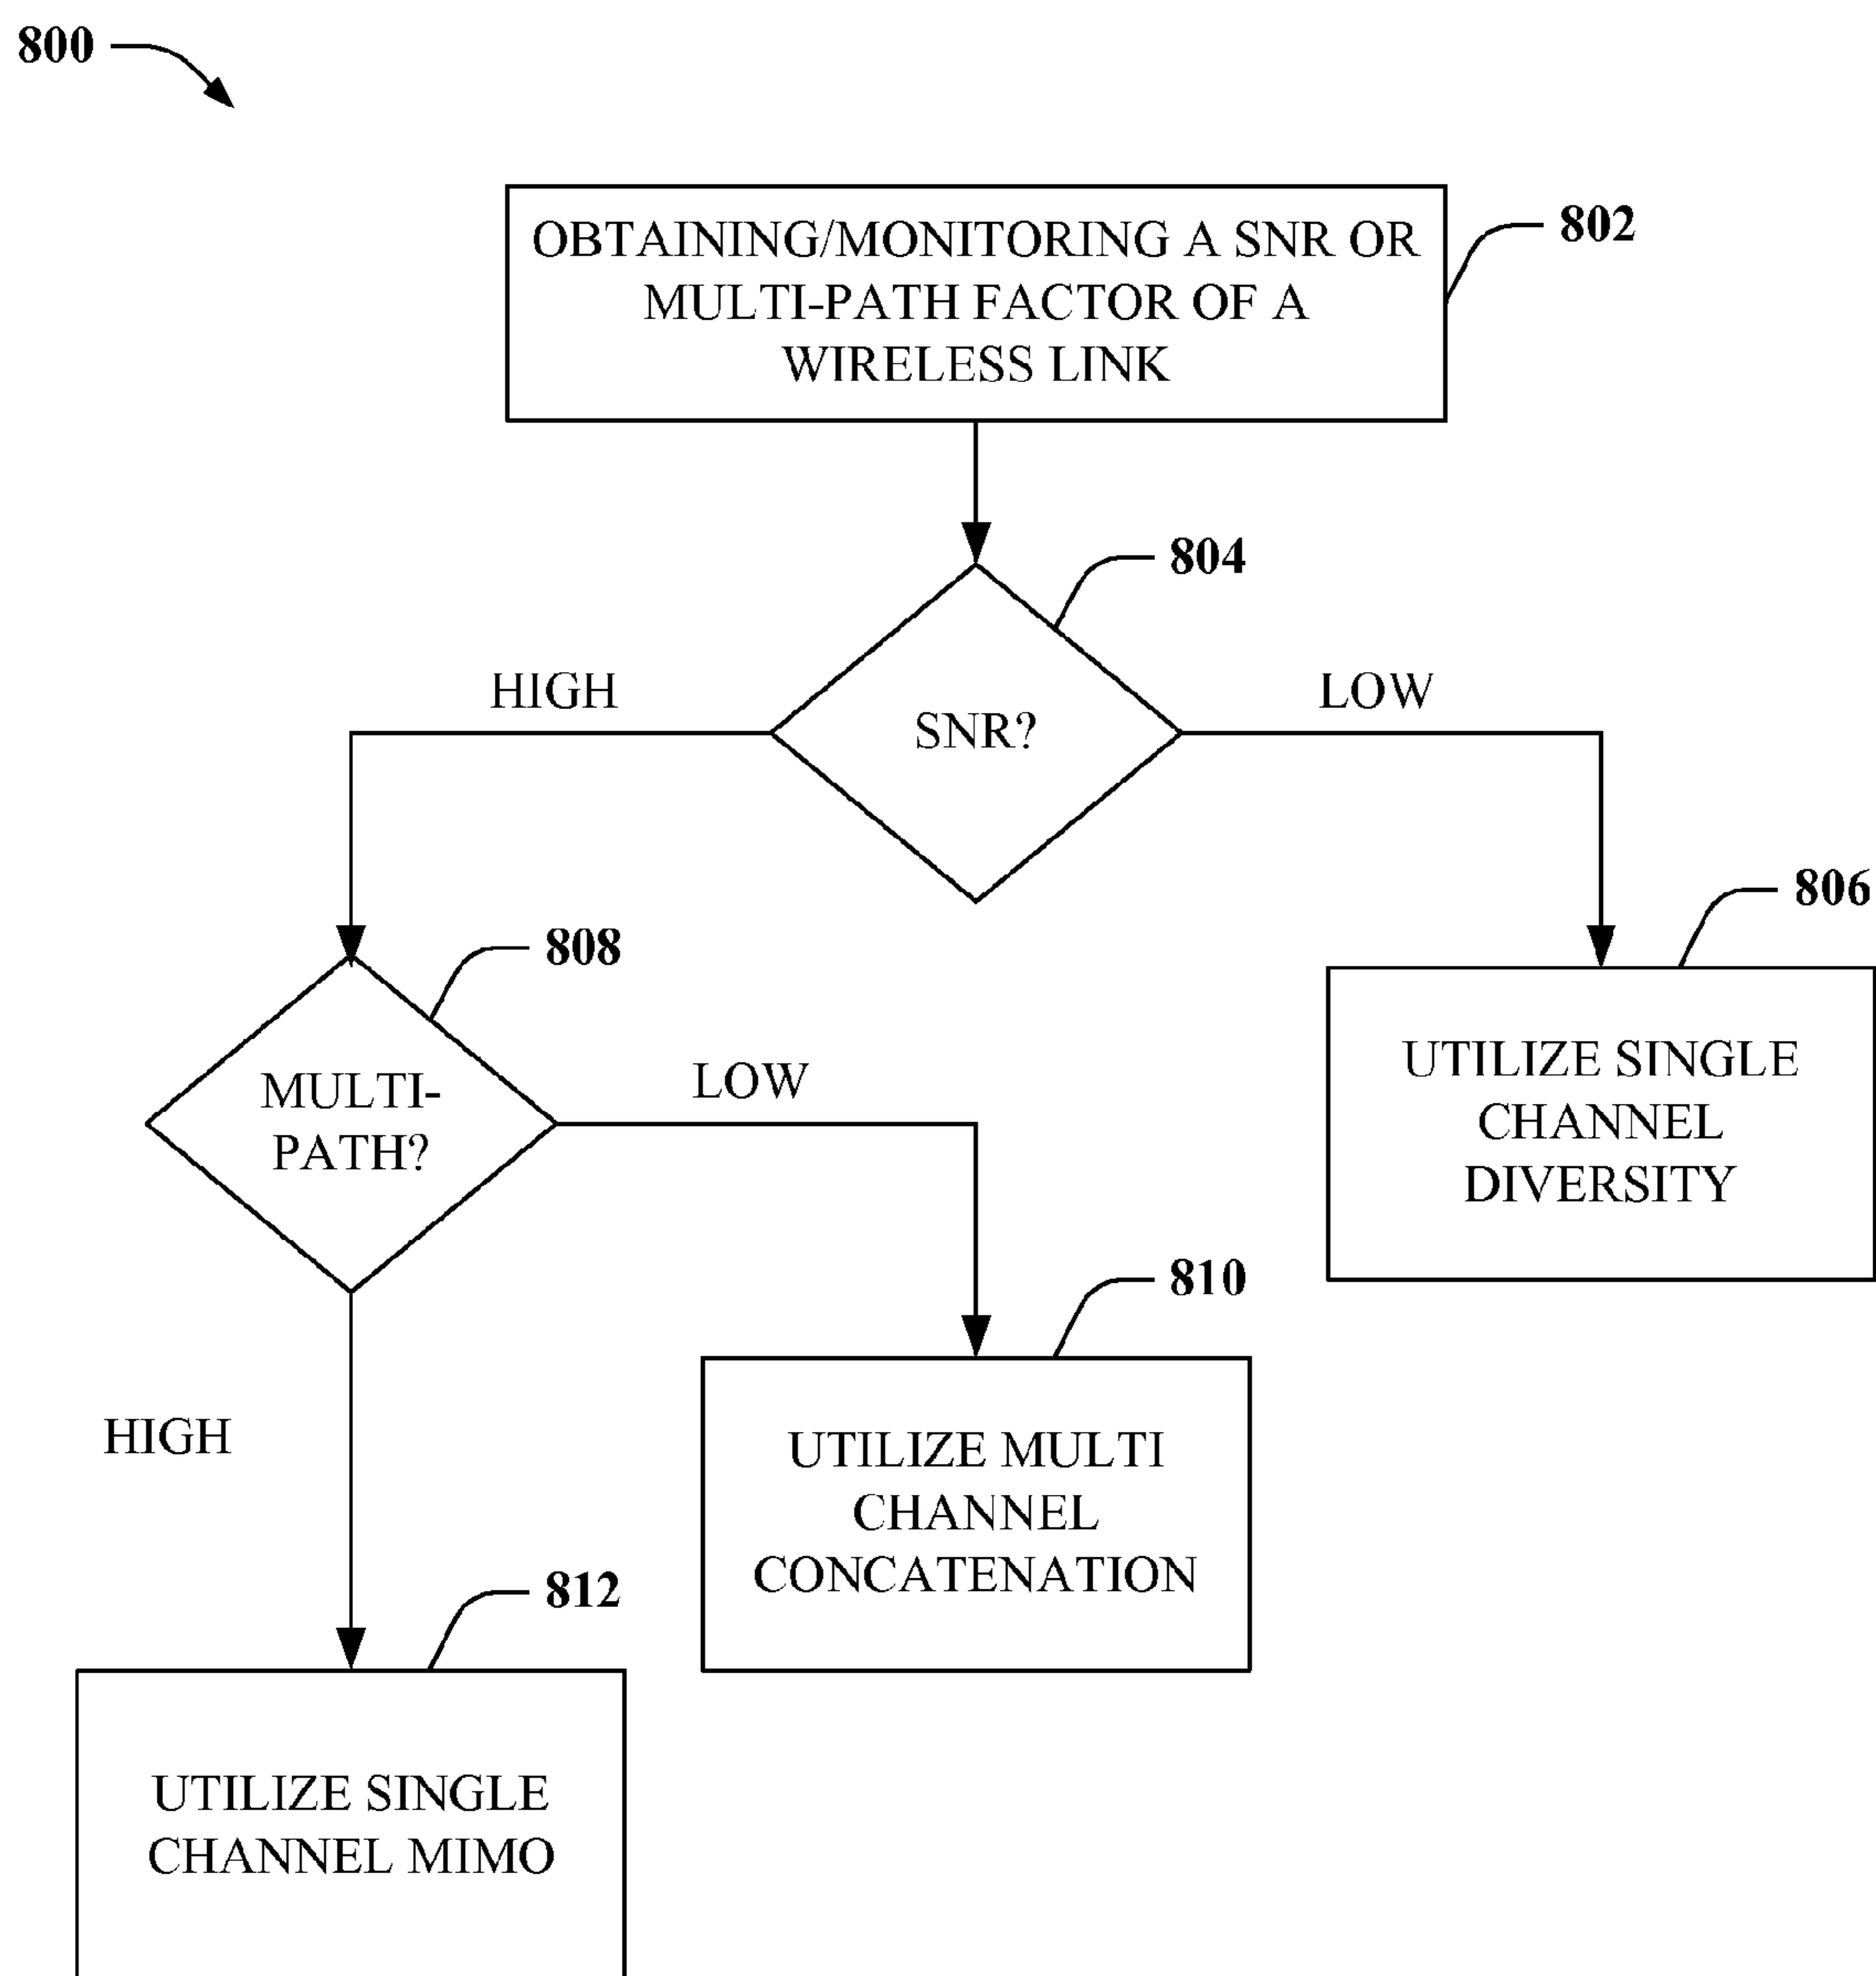 800
OBTAINING/MONITORING A SNR OR
MULTI-PATH FACTOR OF A
WIRELESS LINK
802
804
SNR?
HIGH
LOW
806
UTILIZE SINGLE
CHANNEL
DIVERSITY
808
MULTI-
PATH?
LOW
HIGH
810
UTILIZE MULTI
CHANNEL
CONCATENATION
812
UTILIZE SINGLE
CHANNEL MIMO